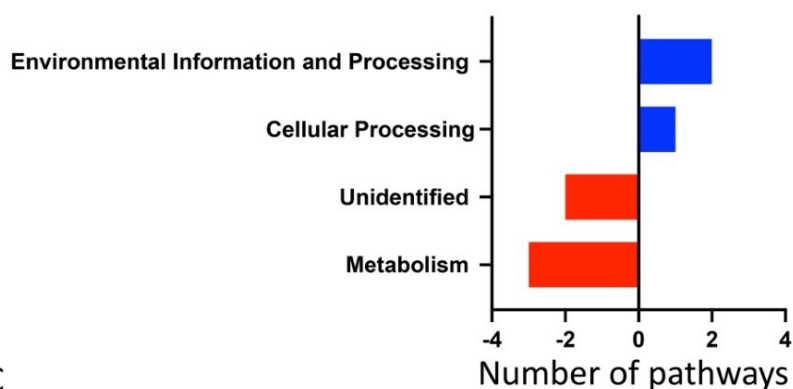 Environmental Information and Processing
Cellular Processing
Unidentified
Metabolism
-4 -2 0 2 4
Number of pathways